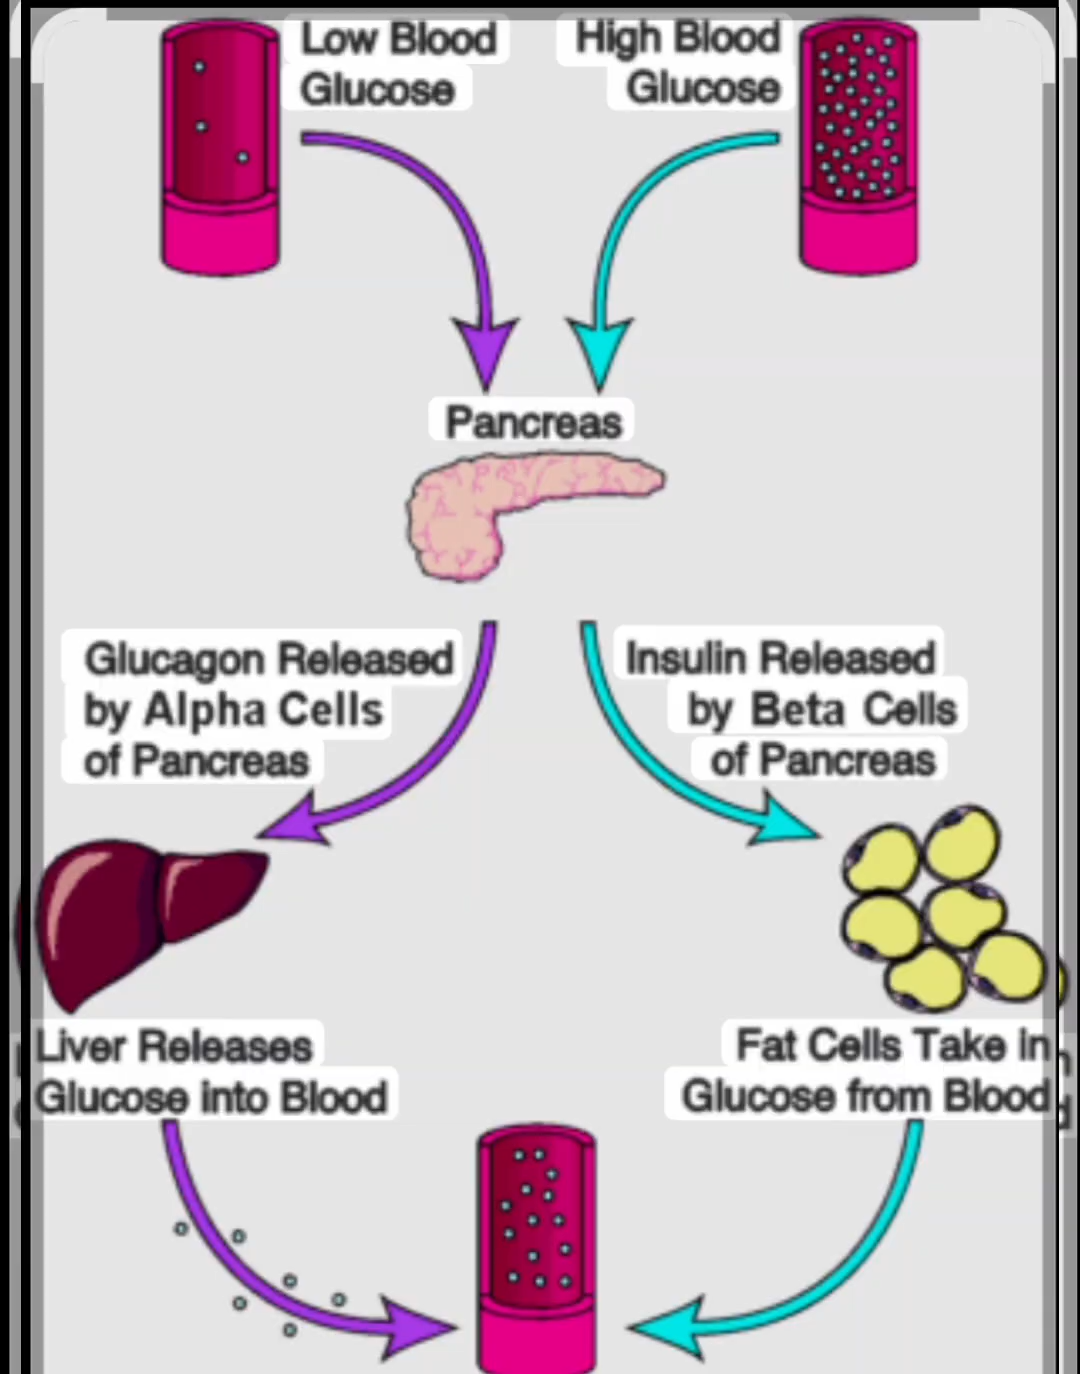 Low Blood
Glucose
High Blood
Glucose
Pancreas
Glucagon Released
by Alpha Cells
of Pancreas
Insulin Released
by Beta Cells
of Pancreas
Liver Releases
Glucose into Blood
Fat Cells Take in
Glucose from Blood